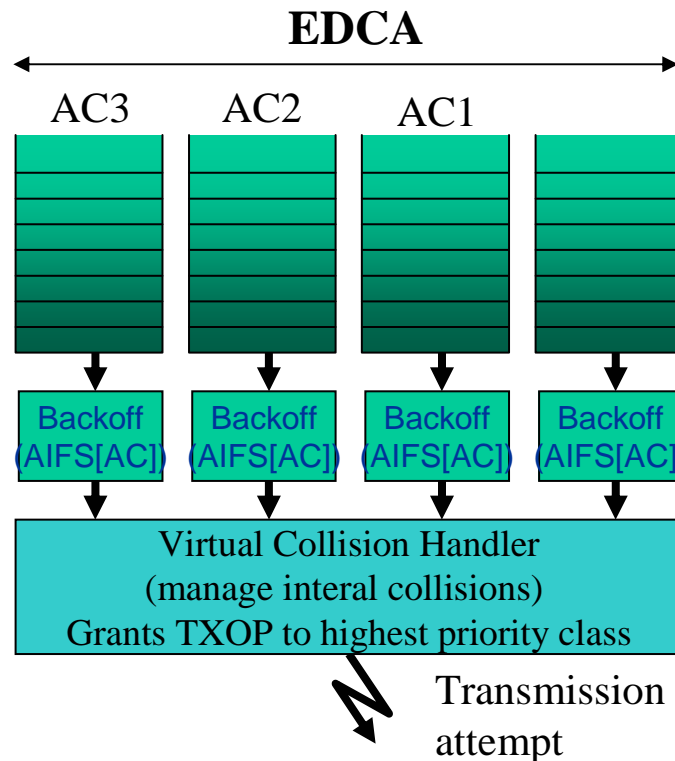 EDCA
AC3 AC2 AC1
Backoff Backoff Backoff Backoff
(AIFS[AC]) (AIFS[AC]) (AIFS[AC]) (AIFS[AC]
Virtual Collision Handler
(manage interal collisions)
Grants TXOP to highest priority class
Transmission
attempt